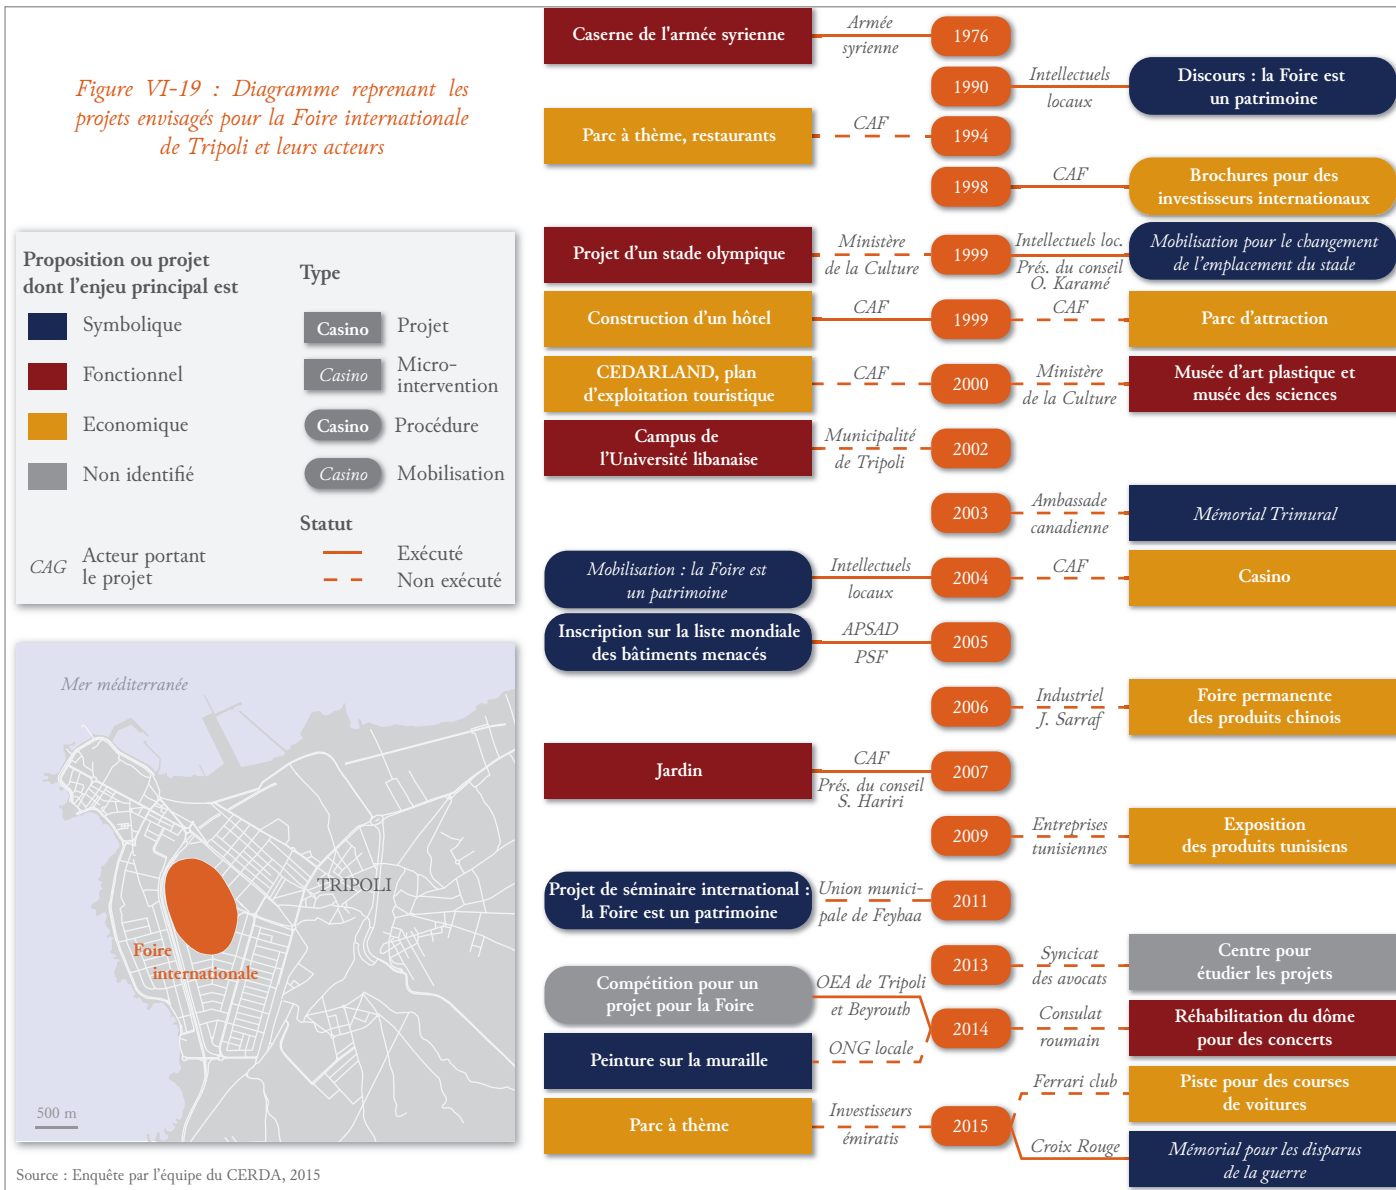 Figure VI-19 : Diagramme reprenant les
projets envisagés pour la Foire internationale
de Tripoli et leurs acteurs
Proposition ou projet
dont l'enjeu principal est
Symbolique
Fonctionnel
Economique
Non identifié
CAG
Acteur portant
le projet
Type
Casino
Projet
Casino
Micro-
intervention
Casino
Procédure
Casino
Mobilisation
Statut
Exécuté
Non exécuté
Mer méditerranée
TRIPOLI
Foire
internationale
500 m
Source : Enquête par l'équipe du CERDA, 2015
Caserne de l'armée syrienne
Armée
syrienne
1976
1990
Intellectuels
locaux
Discours : la Foire est
un patrimoine
Parc à thème, restaurants
CAF
1994
1998
CAF
Brochures pour des
investisseurs internationaux
Projet d'un stade olympique
Ministère
de la Culture
1999
Intellectuels loc.
Prés. du conseil
O. Karamé
Mobilisation pour le changement
de l'emplacement du stade
Construction d'un hôtel
CAF
1999
CAF
Parc d'attraction
CEDARLAND, plan
d'exploitation touristique
CAF
2000
Ministère
de la Culture
Musée d'art plastique et
musée des sciences
Campus de
l'Université libanaise
Municipalité
de Tripoli
2002
2003
Ambassade
canadienne
Mémorial Trimural
Mobilisation : la Foire est
un patrimoine
Intellectuels
locaux
2004
CAF
Casino
Inscription sur la liste mondiale
des bâtiments menacés
APSAD
PSF
2005
2006
Industriel
J. Sarraf
Foire permanente
des produits chinois
Jardin
CAF
Prés. du conseil
S. Hariri
2007
2009
Entreprises
tunisiennes
Exposition
des produits tunisiens
Projet de séminaire international :
la Foire est un patrimoine
Union munici-
pale de Feyhaa
2011
2013
Syncicat
des avocats
Centre pour
étudier les projets
Compétition pour un
projet pour la Foire
OEA de Tripoli
et Beyrouth
2014
Consulat
roumain
Réhabilitation du dôme
pour des concerts
Peinture sur la muraille
ONG locale
Ferrari club
Piste pour des courses
de voitures
Parc à thème
Investisseurs
émiratis
2015
Croix Rouge
Mémorial pour les disparus
de la guerre